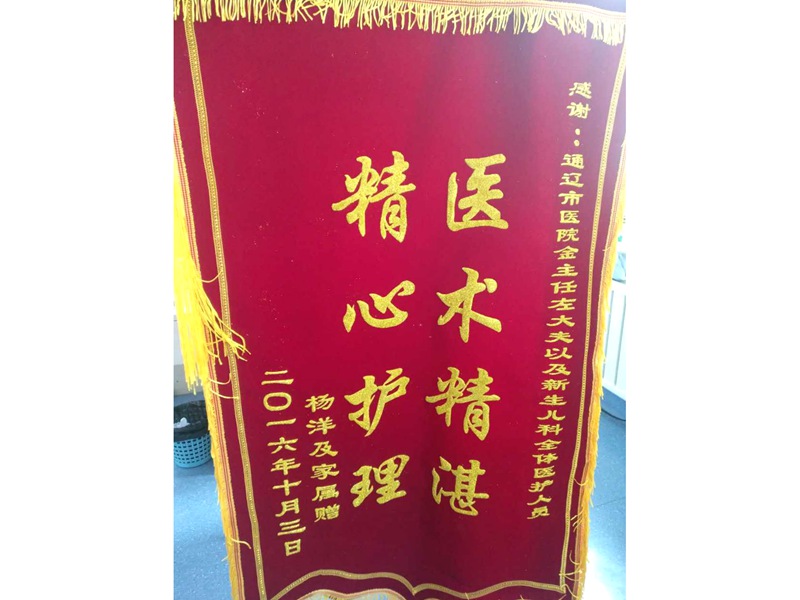 感谢：通辽市医院金主任左大夫以及新生儿科全体医护人员
医术精湛
精心护理
杨洋及家属赠
二〇一六年十月三日